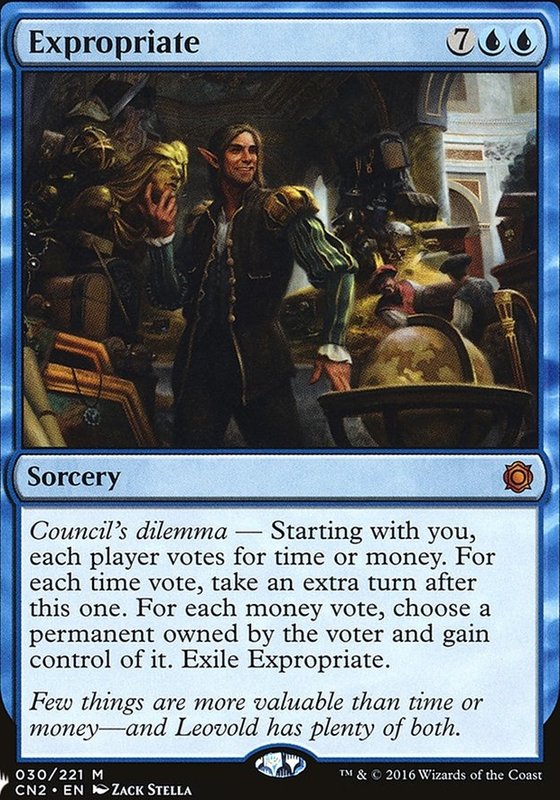 Expropriate 7
Sorcery
Council's dilemma — Starting with you,
each player votes for time or money. For
each time vote, take an extra turn after
this one. For each money vote, choose a
permanent owned by the voter and gain
control of it. Exile Expropriate.
Few things are more valuable than time or
money—and Leovold has plenty of both.
030/221 M
CN2 • EN Zack Stella
™ & © 2016 Wizards of the Coast